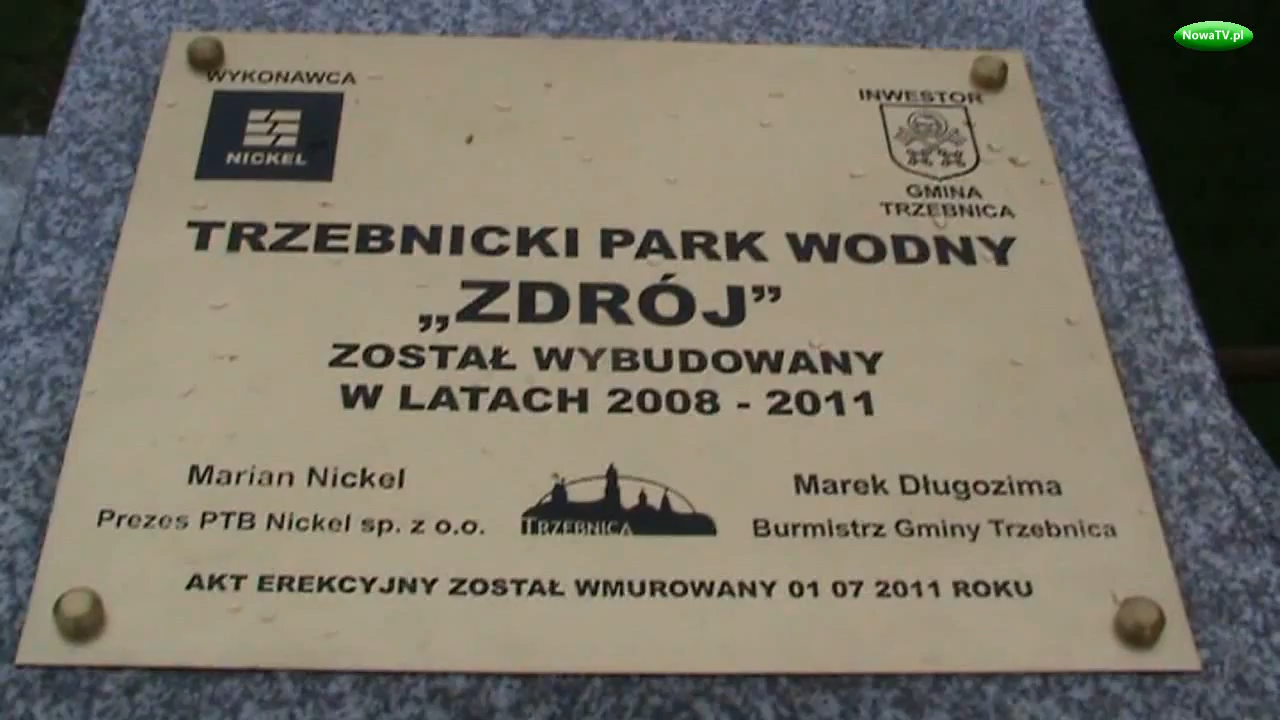 NowaTV.pl
WYKONAWCA
NICKEL
INWESTOR
GMINA
TRZEBNICA
TRZEBNICKI PARK WODNY
„ZDRÓJ”
ZOSTAŁ WYBUDOWANY
W LATACH 2008 - 2011
Marian Nickel
Prezes PTB Nickel sp. z o.o.
TRZEBNICA
Marek Długozima
Burmistrz Gminy Trzebnica
AKT EREKCYJNY ZOSTAŁ WMUROWANY 01 07 2011 ROKU